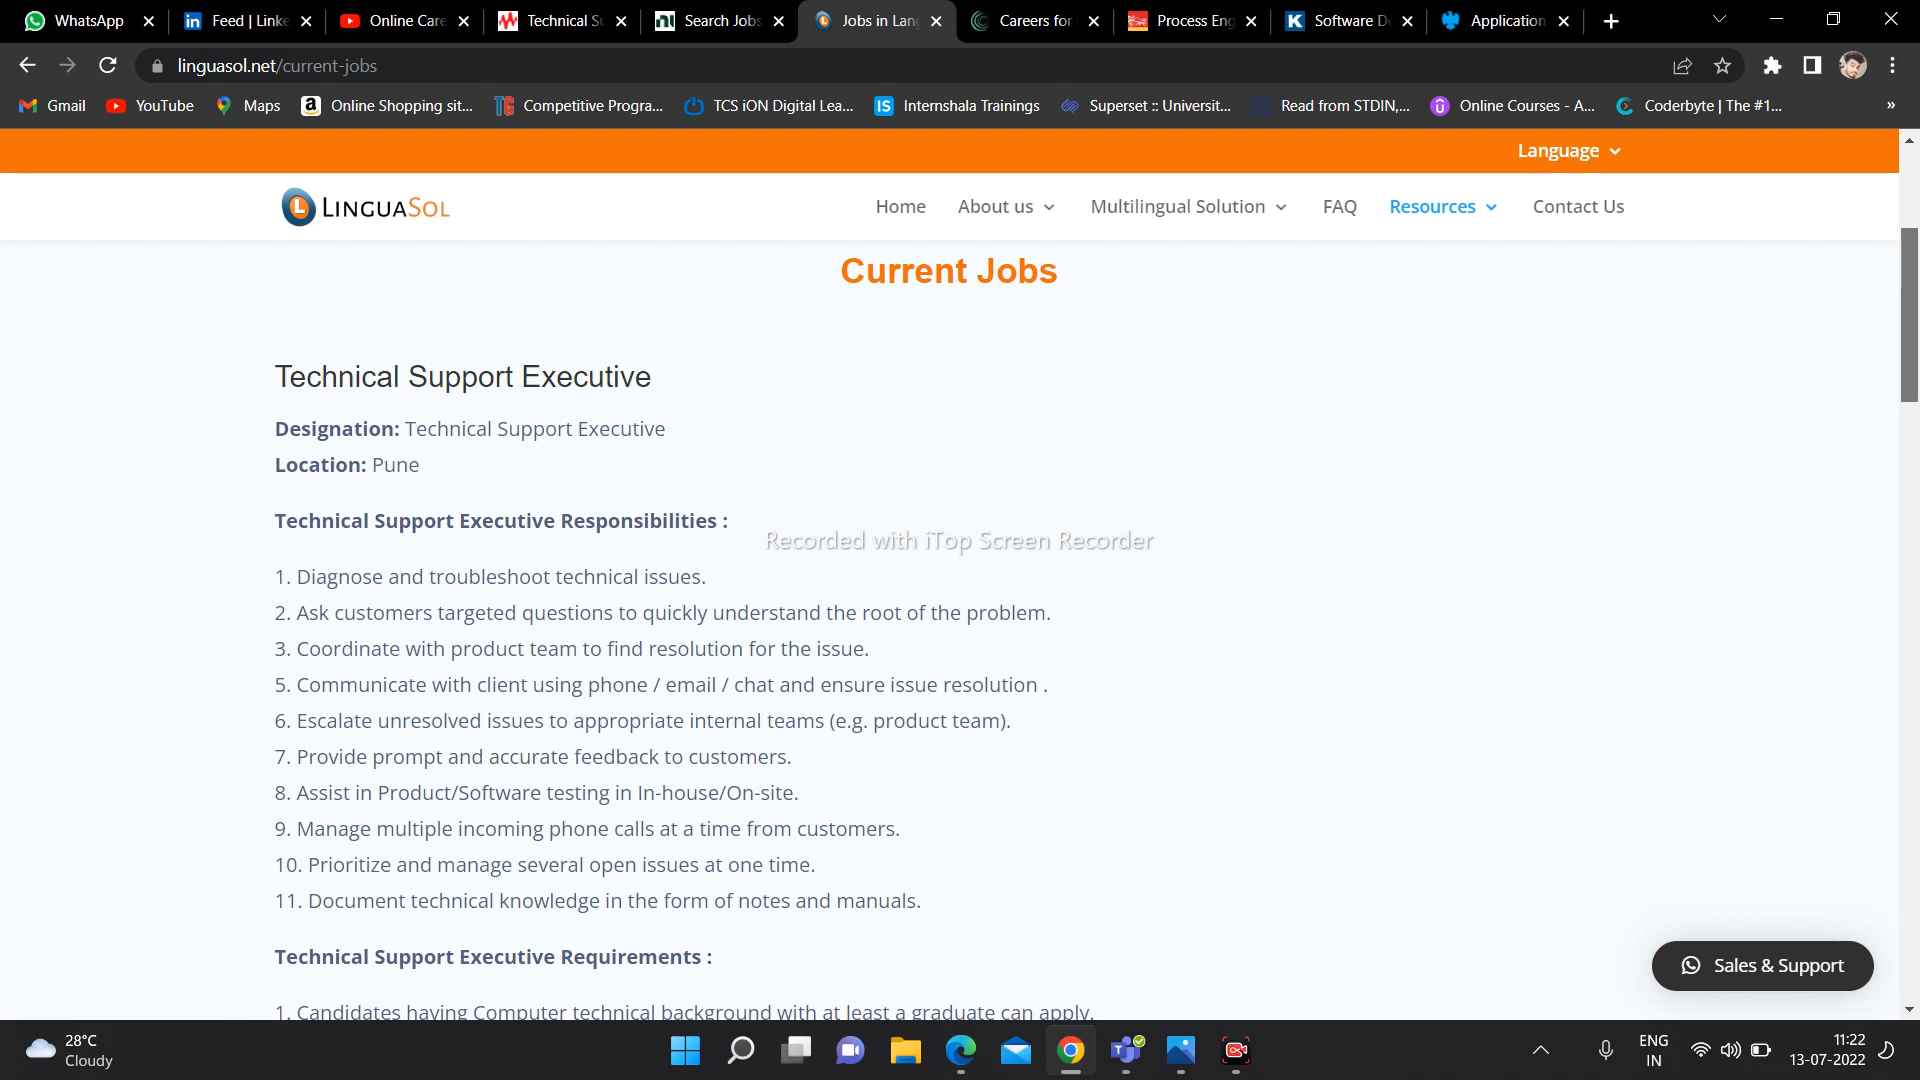 WhatsApp
Feed | Linke
Online Care
Technical Su
Search Jobs
Jobs in Lang
Careers for
Process Eng
Software De
Application
linguasol.net/current-jobs
Gmail
YouTube
Maps
Online Shopping sit...
Competitive Progra...
TCS iON Digital Lea...
Internshala Trainings
Superset :: Universit...
Read from STDIN,...
Online Courses - A...
Coderbyte | The #1...
»
Language
LINGUASOL
Home
About us
Multilingual Solution
FAQ
Resources
Contact Us
Current Jobs
Technical Support Executive
Designation: Technical Support Executive
Location: Pune
Technical Support Executive Responsibilities :
Recorded with iTop Screen Recorder
1. Diagnose and troubleshoot technical issues.
2. Ask customers targeted questions to quickly understand the root of the problem.
3. Coordinate with product team to find resolution for the issue.
5. Communicate with client using phone / email / chat and ensure issue resolution .
6. Escalate unresolved issues to appropriate internal teams (e.g. product team).
7. Provide prompt and accurate feedback to customers.
8. Assist in Product/Software testing in In-house/On-site.
9. Manage multiple incoming phone calls at a time from customers.
10. Prioritize and manage several open issues at one time.
11. Document technical knowledge in the form of notes and manuals.
Technical Support Executive Requirements :
Sales & Support
1. Candidates having Computer technical background with at least a graduate can apply.
28°C
Cloudy
ENG
IN
11:22
13-07-2022